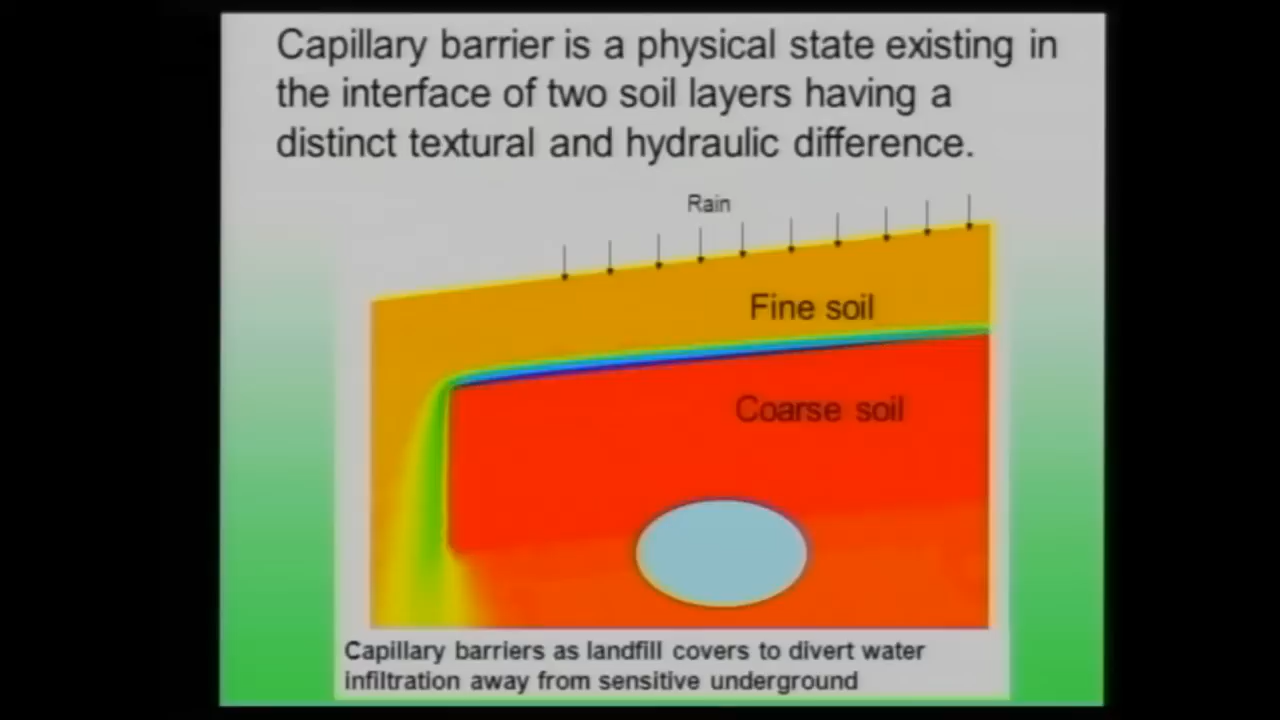 Capillary barrier is a physical state existing in
the interface of two soil layers having a
distinct textural and hydraulic difference.
Rain
Fine soil
Coarse soil
Capillary barriers as landfill covers to divert water
infiltration away from sensitive underground